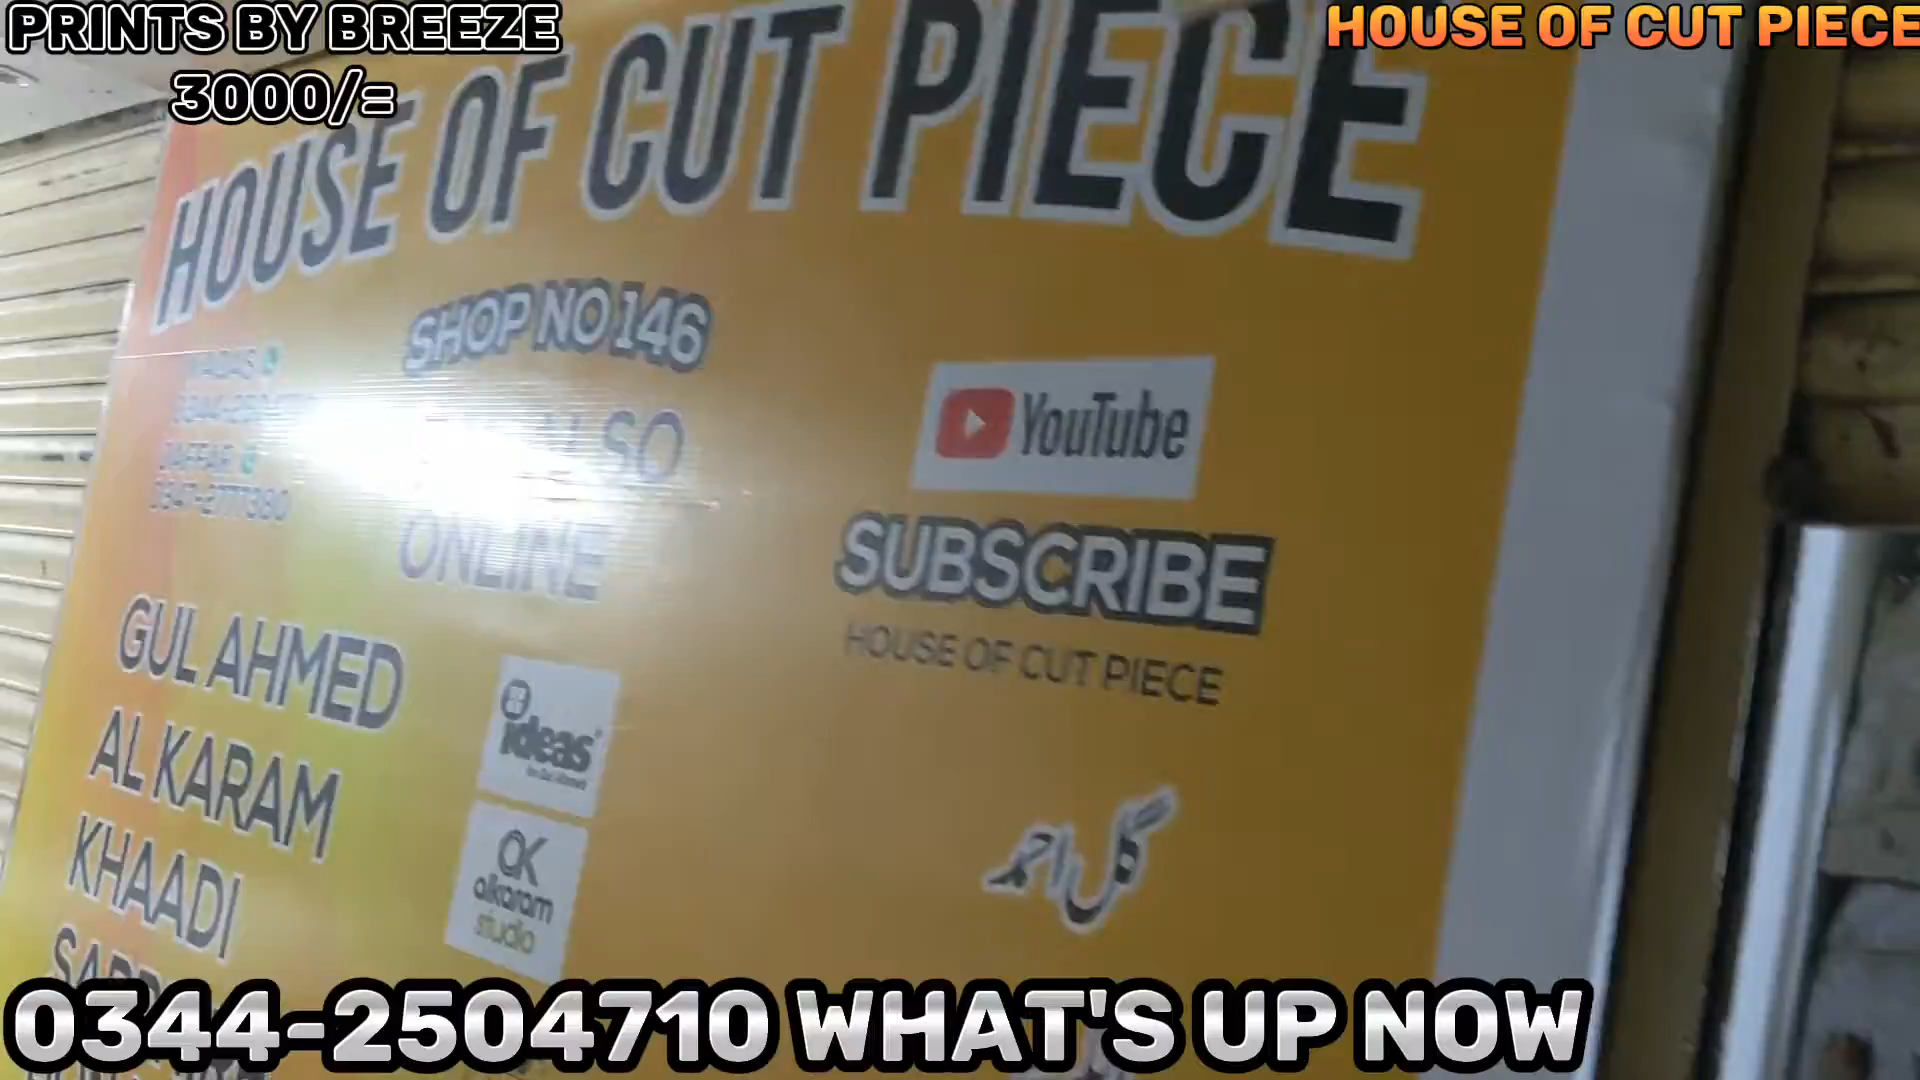 PRINTS BY BREEZE
3000/=
HOUSE OF CUT PIECE
HOUSE OF CUT PIECE
SHOP NO 146
ONLINE
YouTube
SUBSCRIBE
HOUSE OF CUT PIECE
GUL AHMED
AL KARAM
KHAADI
ideas
alkaram
studio
گل احمد
0344-2504710 WHAT'S UP NOW